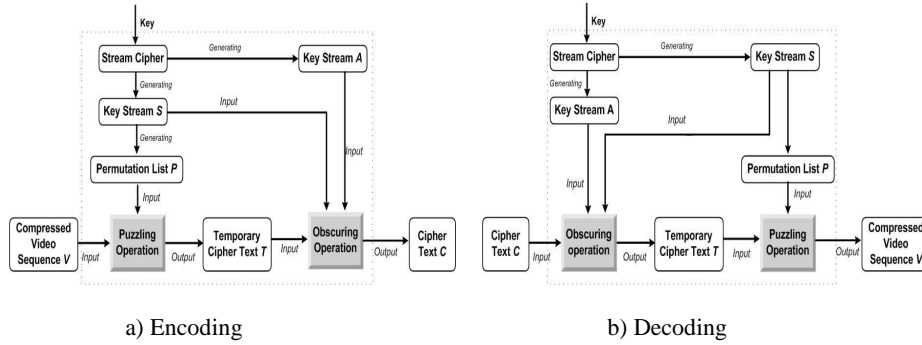 Key
Stream Cipher
Generating
Key Stream A
Generating
Key Stream S
Input
Generating
Input
Permutation List P
Input
Compressed
Video
Sequence V
Input
Puzzling
Operation
Output
Temporary
Cipher Text T
Input
Obscuring
Operation
Output
Cipher
Text C
a) Encoding
Key
Stream Cipher
Generating
Key Stream S
Generating
Key Stream A
Input
Input
Permutation List P
Input
Cipher
Text C
Input
Obscuring
operation
Output
Temporary
Cipher Text T
Input
Puzzling
Operation
Output
Compressed
Video
Sequence V
b) Decoding